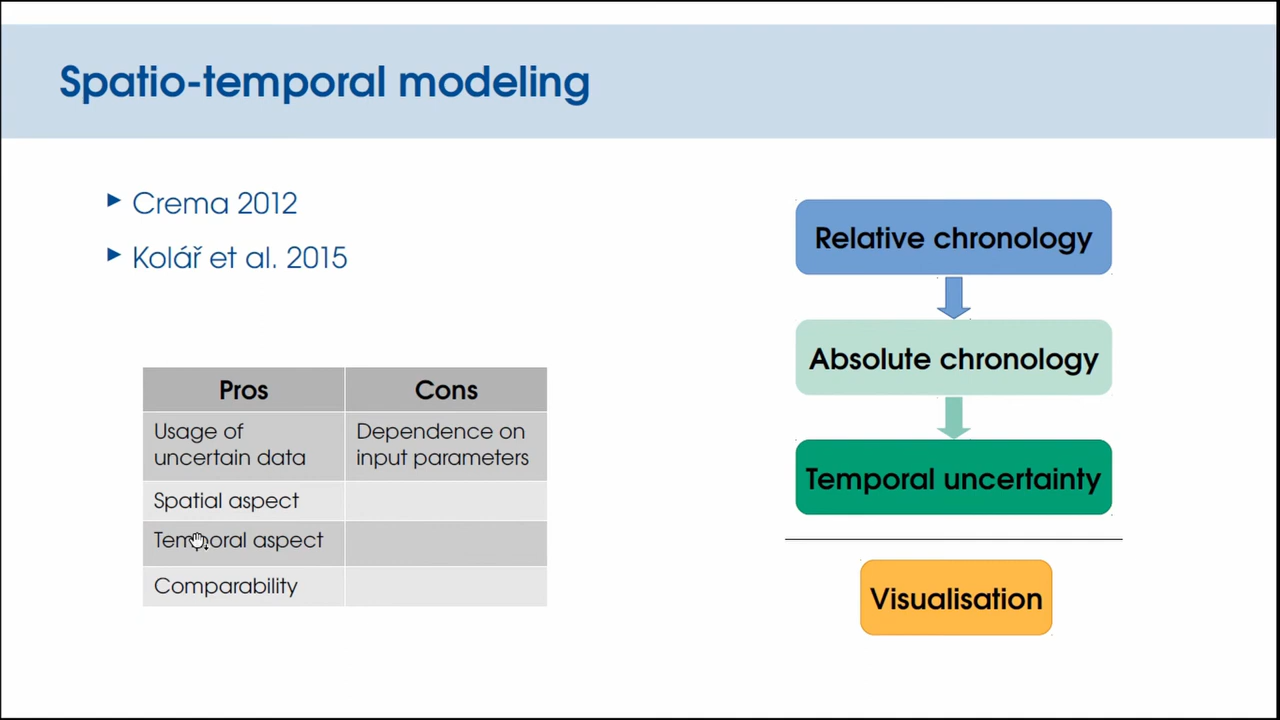 Spatio-temporal modeling
Crema 2012
Kolář et al. 2015
Pros
Cons
Usage of
uncertain data
Dependence on
input parameters
Spatial aspect
Temporal aspect
Comparability
Relative chronology
Absolute chronology
Temporal uncertainty
Visualisation